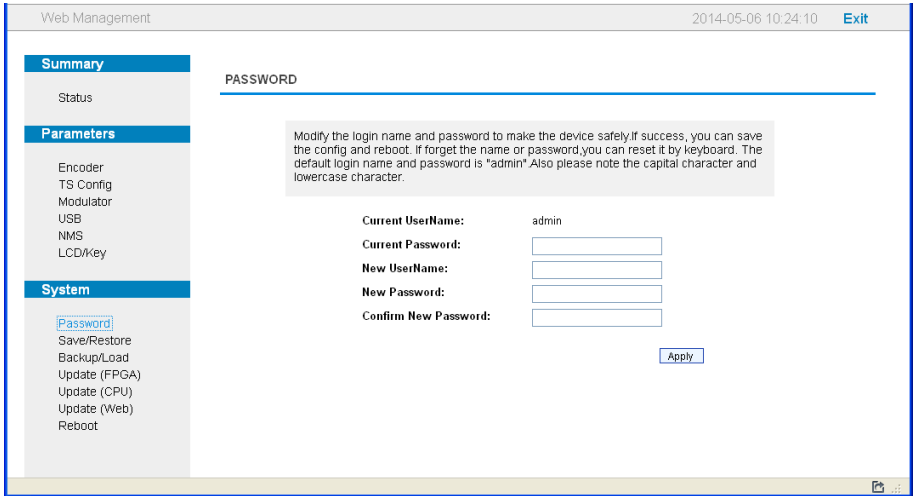 Web Management
2014-05-06 10:24:10 Exit
Summary
Status
Parameters
Encoder
TS Config
Modulator
USB
NMS
LCD/Key
System
Password
Save/Restore
Backup/Load
Update (FPGA)
Update (CPU)
Update (Web)
Reboot
PASSWORD
Modify the login name and password to make the device safely.If success, you can save
the config and reboot. If forget the name or password,you can reset it by keyboard. The
default login name and password is "admin".Also please note the capital character and
lowercase character.
Current UserName: admin
Current Password:
New UserName:
New Password:
Confirm New Password:
Apply